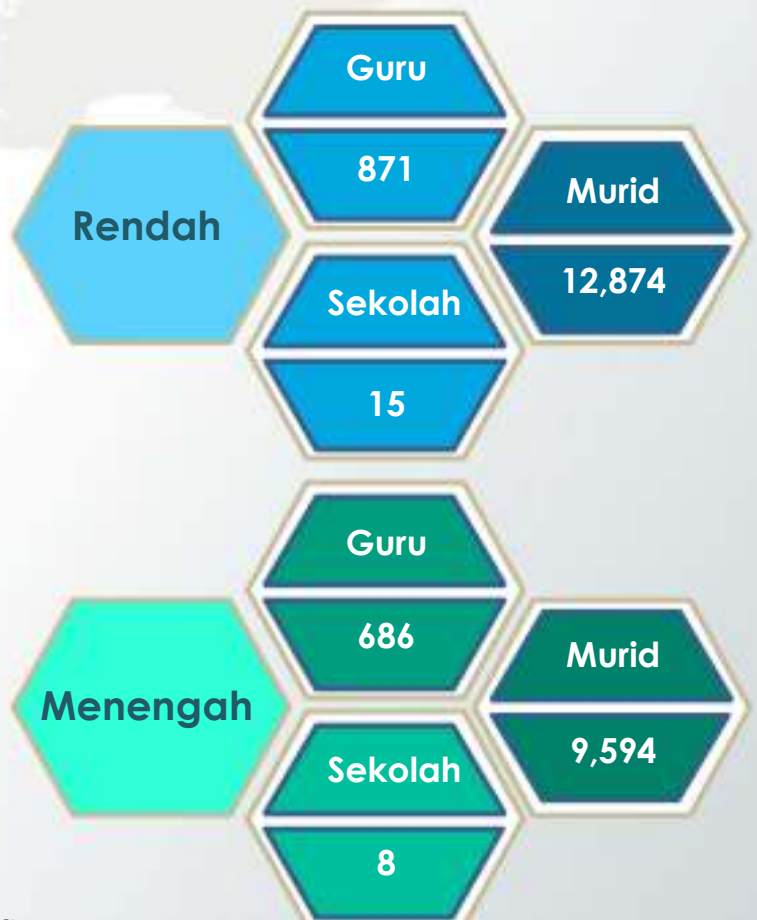 Rendah
Guru
871
Murid
12,874
Sekolah
15
Menengah
Guru
686
Murid
9,594
Sekolah
8